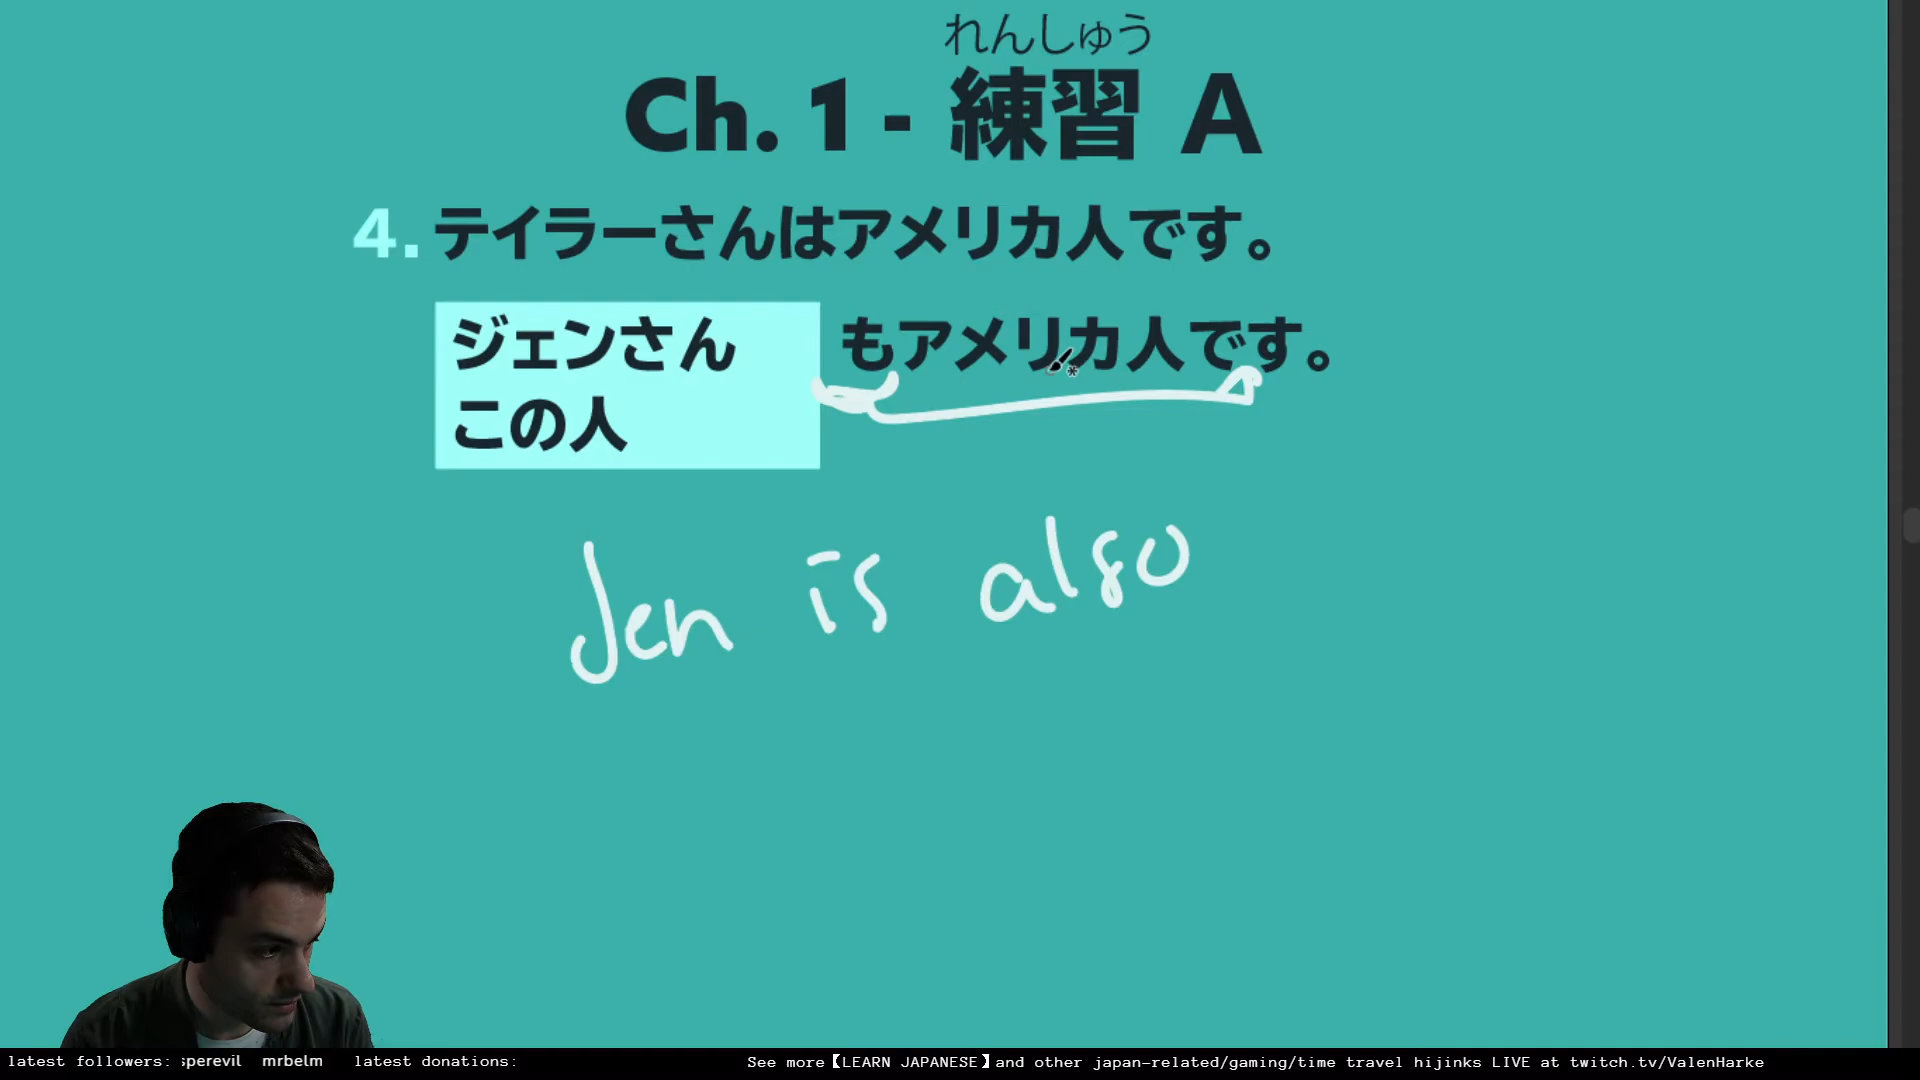 れんしゅう
Ch. 1 - 練習 A
4. テイラーさんはアメリカ人です。
ジェンさん もアメリカ人です。
この人
Jen is also
latest followers: sperevil mrbelm latest donations: See more【LEARN JAPANESE】and other japan-related/gaming/time travel hijinks LIVE at twitch.tv/ValenHarke